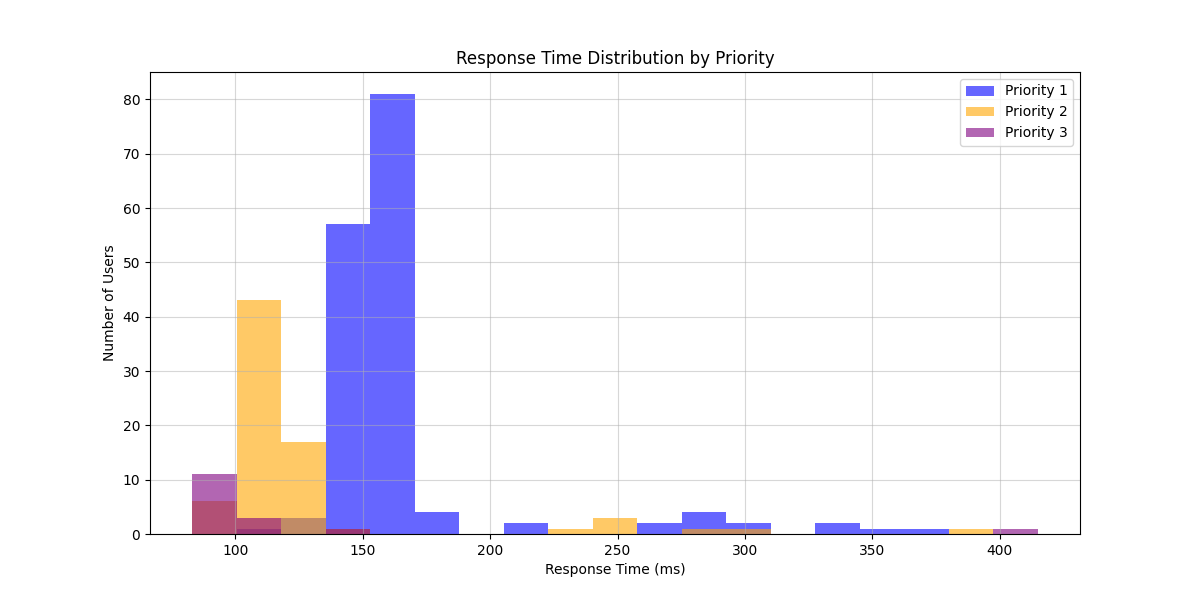 Response Time Distribution by Priority
Priority 1
Priority 2
Priority 3
80
70
60
50
40
30
20
10
0
Number of Users
100 150 200 250 300 350 400
Response Time (ms)